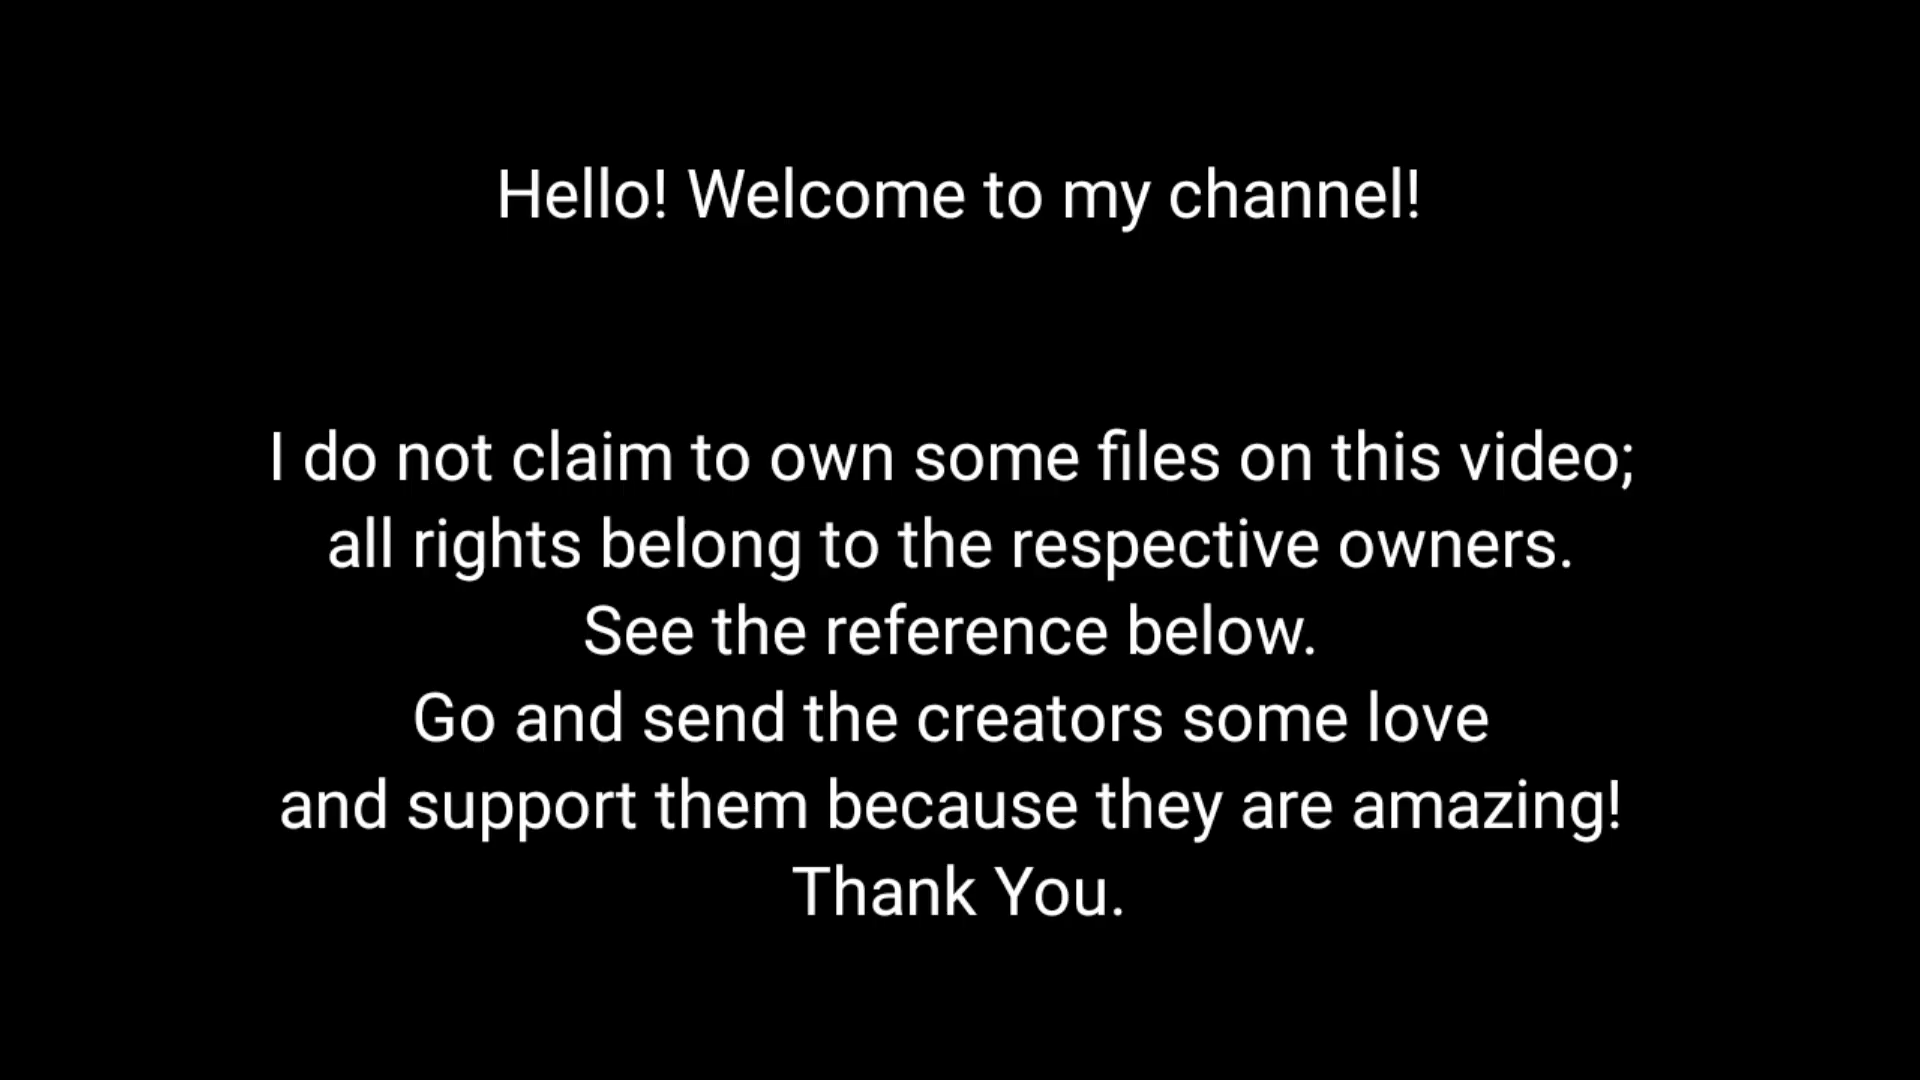 Hello! Welcome to my channel!
I do not claim to own some files on this video;
all rights belong to the respective owners.
See the reference below.
Go and send the creators some love
and support them because they are amazing!
Thank You.